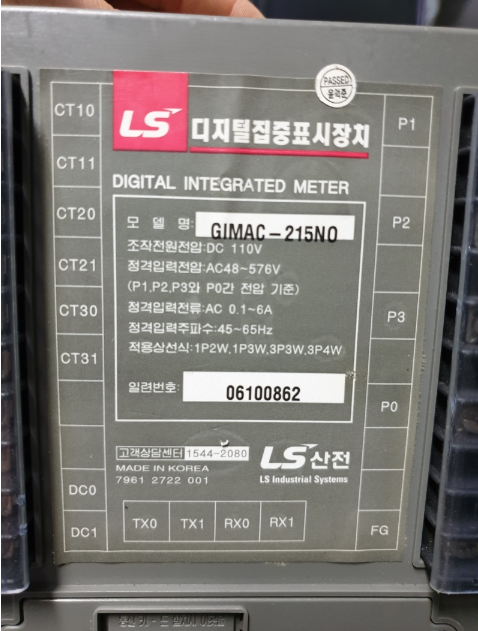 PASSED
CT10
CT11
CT20
CT21
CT30
CT31
DC0
DC1
LS 디지털집중표시장치
DIGITAL INTEGRATED METER
모 델 명: GIMAC-215NO
조작전원전압:DC 110V
정격입력전압:AC48~576V
(P1,P2,P3와 P0간 전압 기준)
정격입력전류:AC 0.1~6A
정격입력주파수:45~65Hz
적용상선식:1P2W,1P3W,3P3W,3P4W
일련번호: 06100862
고객상담센터 1544-2080
MADE IN KOREA
7961 2722 001
LS산전
LS Industrial Systems
TX0 TX1 RX0 RX1
P1
P2
P3
P0
FG